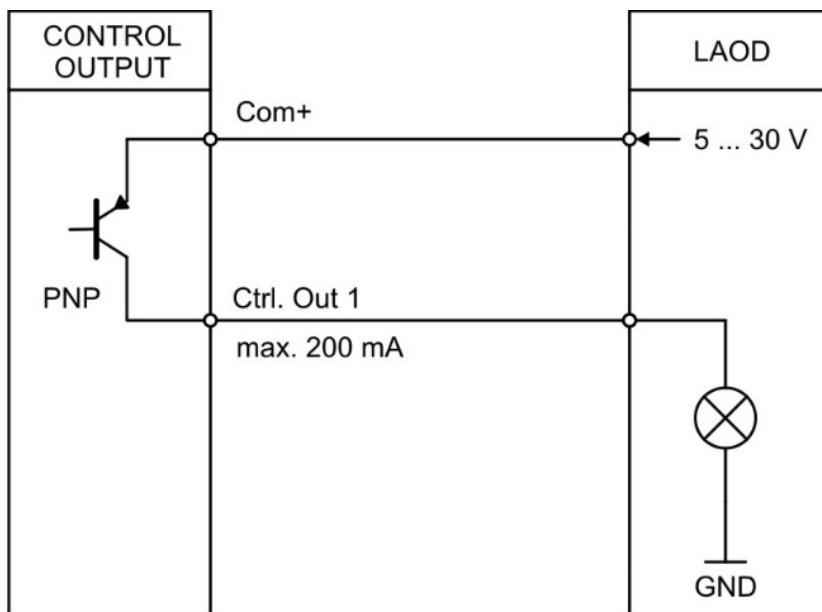 CONTROL
OUTPUT
LAOD
Com+
5 ... 30 V
PNP
Ctrl. Out 1
max. 200 mA
GND